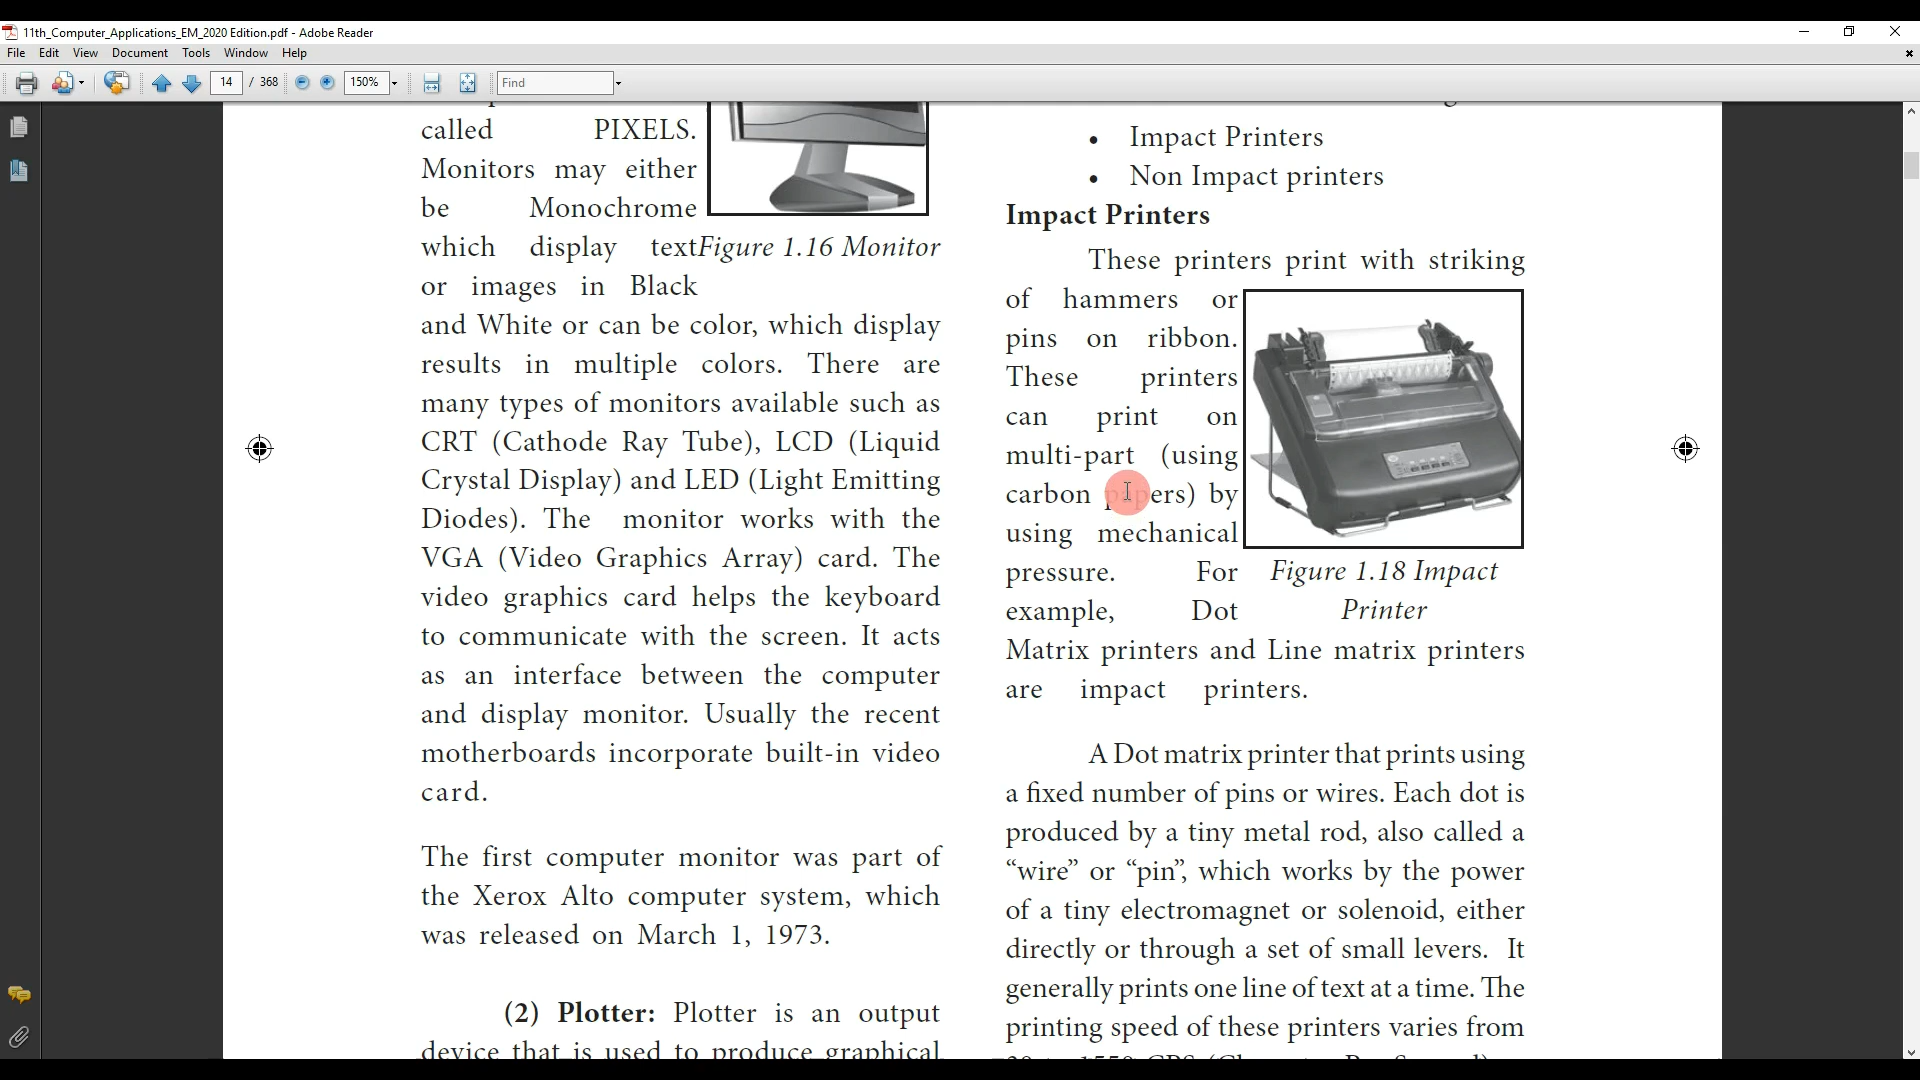 11th_Computer_Applications_EM_2020 Edition.pdf - Adobe Reader
File Edit View Document Tools Window Help
14 / 368 150% Find
called PIXELS.
Monitors may either
be Monochrome
which display text
or images in Black
Figure 1.16 Monitor
and White or can be color, which display
results in multiple colors. There are
many types of monitors available such as
CRT (Cathode Ray Tube), LCD (Liquid
Crystal Display) and LED (Light Emitting
Diodes). The monitor works with the
VGA (Video Graphics Array) card. The
video graphics card helps the keyboard
to communicate with the screen. It acts
as an interface between the computer
and display monitor. Usually the recent
motherboards incorporate built-in video
card.
The first computer monitor was part of
the Xerox Alto computer system, which
was released on March 1, 1973.
(2) Plotter: Plotter is an output
device that is used to produce graphical
• Impact Printers
• Non Impact printers
Impact Printers
These printers print with striking
of hammers or
pins on ribbon.
These printers
can print on
multi-part (using
carbon papers) by
using mechanical
pressure. For
example, Dot
Figure 1.18 Impact
Printer
Matrix printers and Line matrix printers
are impact printers.
A Dot matrix printer that prints using
a fixed number of pins or wires. Each dot is
produced by a tiny metal rod, also called a
“wire” or “pin”, which works by the power
of a tiny electromagnet or solenoid, either
directly or through a set of small levers. It
generally prints one line of text at a time. The
printing speed of these printers varies from